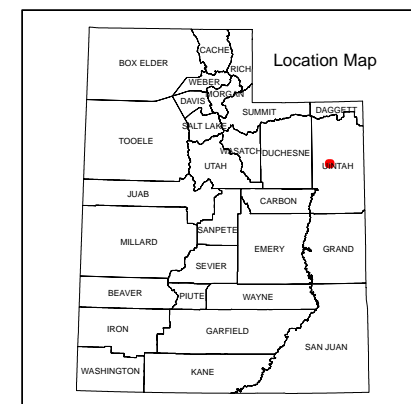 Location Map
CACHE
BOX ELDER
RICH
WEBER
MORGAN
DAVIS
SUMMIT
DAGGETT
SALT LAKE
TOOELE
WASATCH
DUCHESNE
UTAH
UINTAH
JUAB
CARBON
SANPETE
MILLARD
EMERY
GRAND
SEVIER
BEAVER
PIUTE
WAYNE
IRON
GARFIELD
SAN JUAN
WASHINGTON
KANE